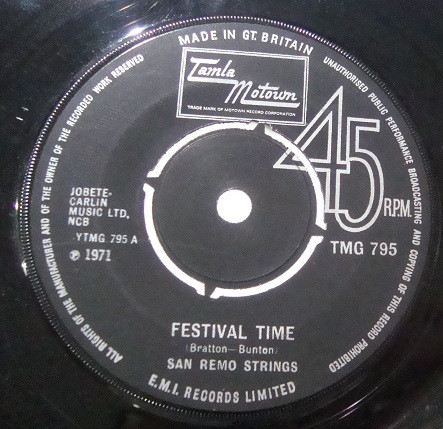 MADE IN GT. BRITAIN
UNAUTHORISED PUBLIC PERFORMANCE BROADCASTING AND COPYING OF THIS RECORD PROHIBITED
ALL RIGHTS OF THE MANUFACTURER AND OF THE OWNER OF THE RECORDED WORK RESERVED
Tamla
Motown
TRADE MARK OF MOTOWN RECORD CORPORATION
45
R.P.M.
JOBETE-
CARLIN
MUSIC LTD.
NCB
YTMG 795 A
℗ 1971
TMG 795
FESTIVAL TIME
(Bratton—Bunton)
SAN REMO STRINGS
E.M.I. RECORDS LIMITED